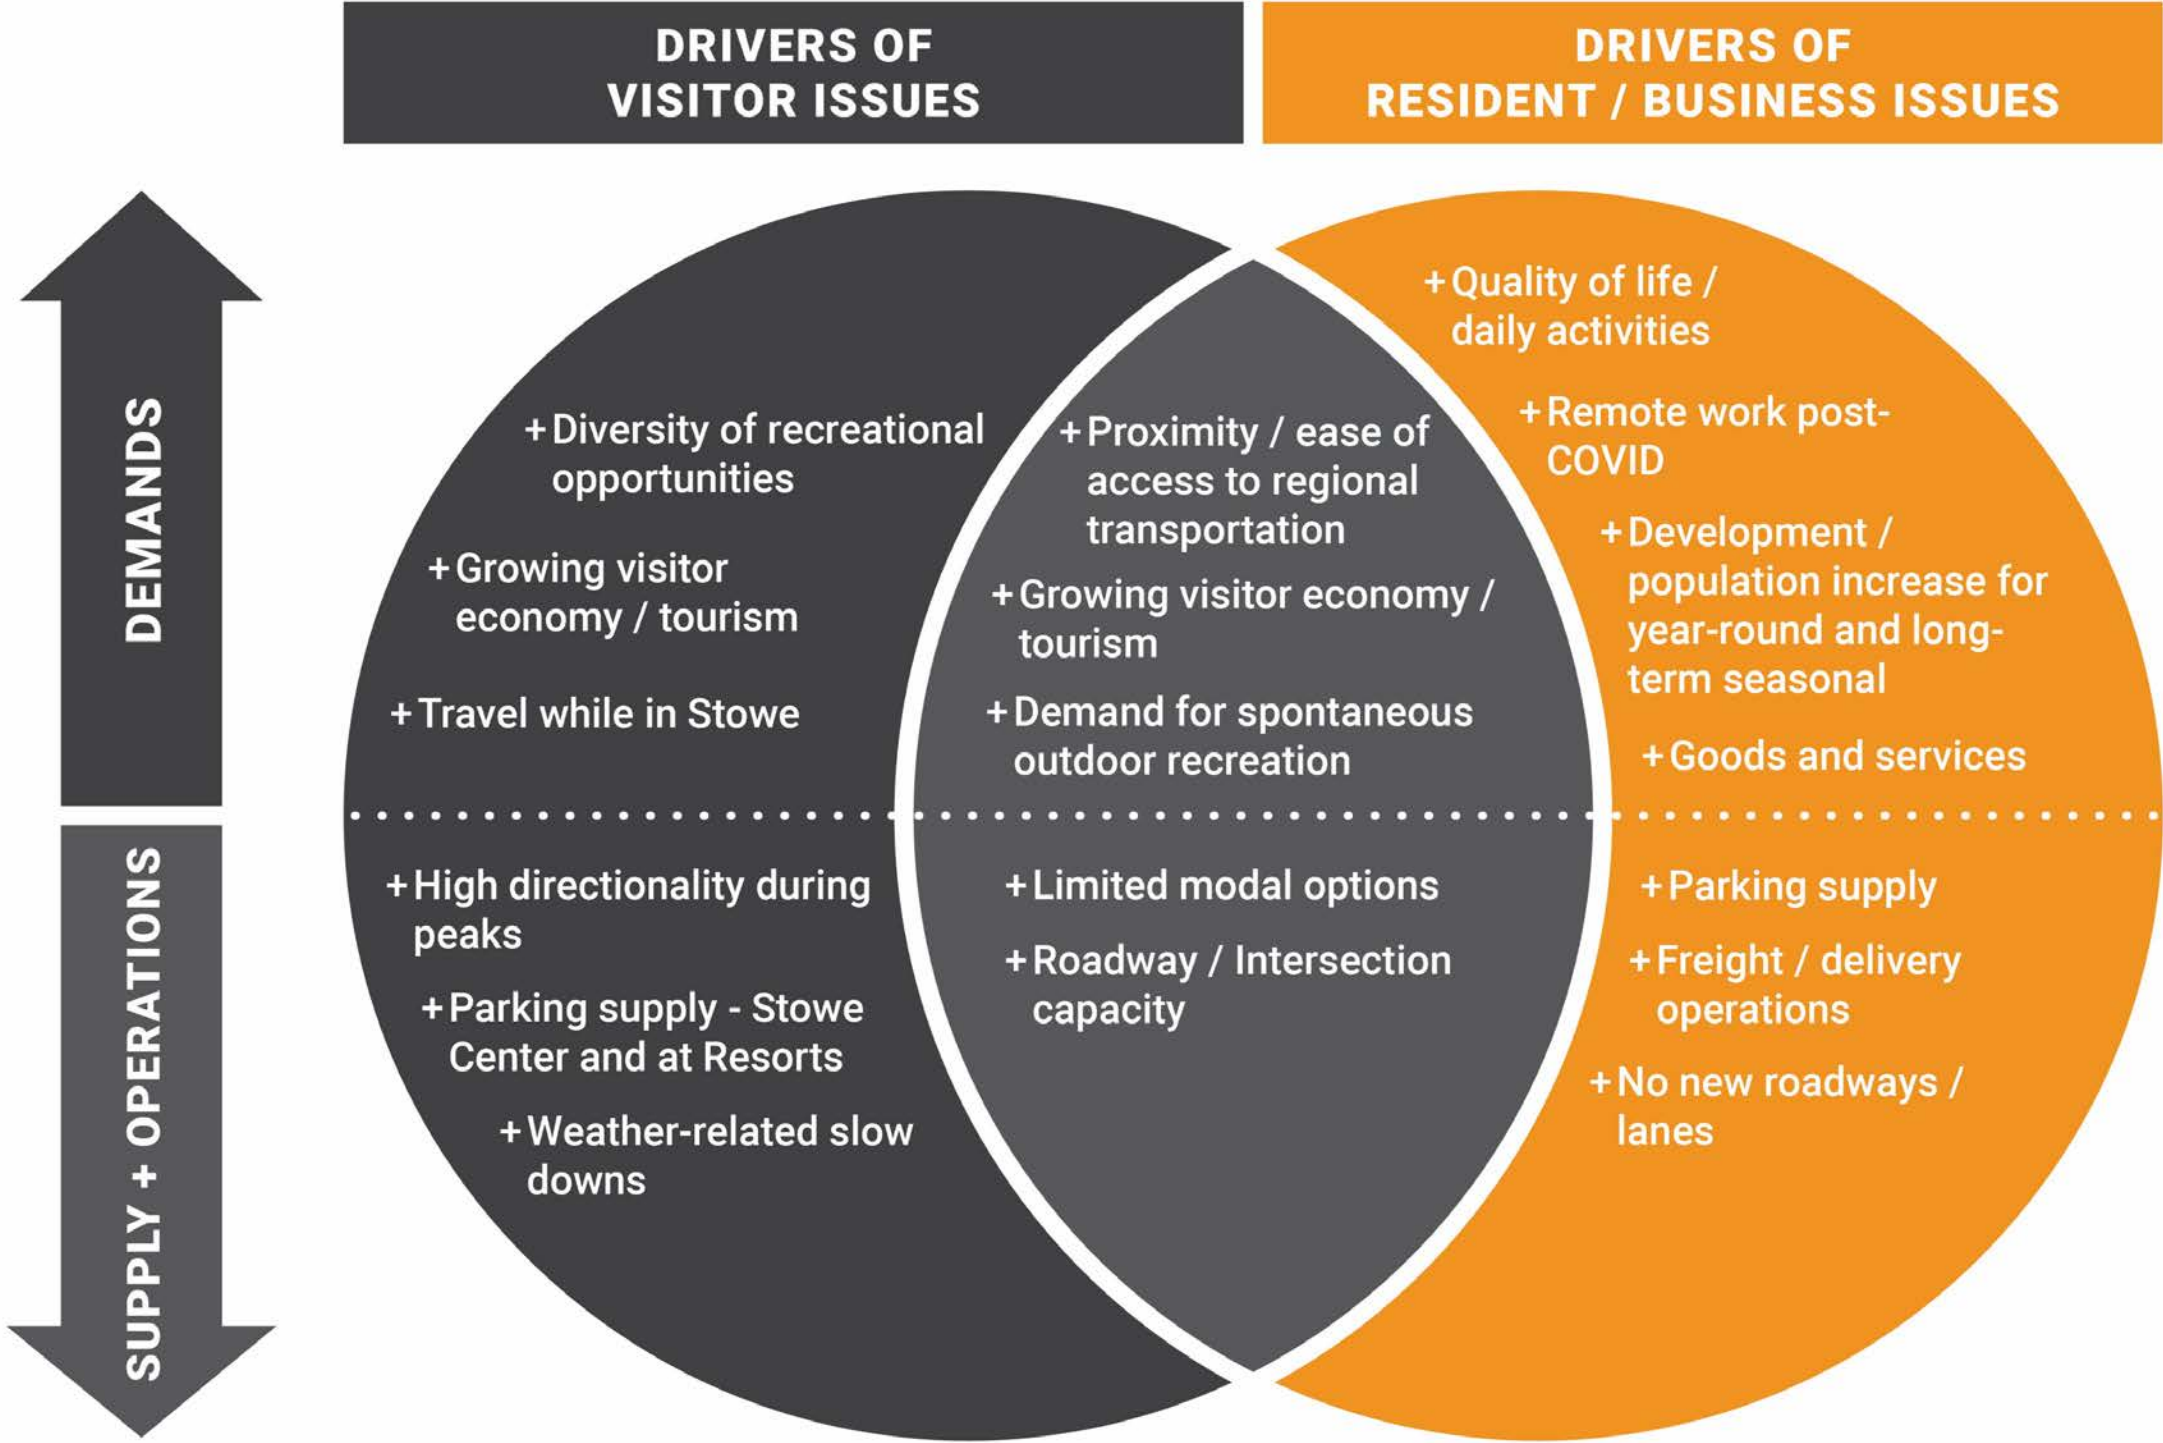 DRIVERS OF
VISITOR ISSUES
DRIVERS OF
RESIDENT / BUSINESS ISSUES
DEMANDS
+ Diversity of recreational
opportunities
+ Growing visitor
economy / tourism
+ Travel while in Stowe
+ Proximity / ease of
access to regional
transportation
+ Growing visitor economy /
tourism
+ Demand for spontaneous
outdoor recreation
+ Quality of life /
daily activities
+ Remote work post-
COVID
+ Development /
population increase for
year-round and long-
term seasonal
+ Goods and services
SUPPLY + OPERATIONS
+ High directionality during
peaks
+ Parking supply - Stowe
Center and at Resorts
+ Weather-related slow
downs
+ Limited modal options
+ Roadway / Intersection
capacity
+ Parking supply
+ Freight / delivery
operations
+ No new roadways /
lanes